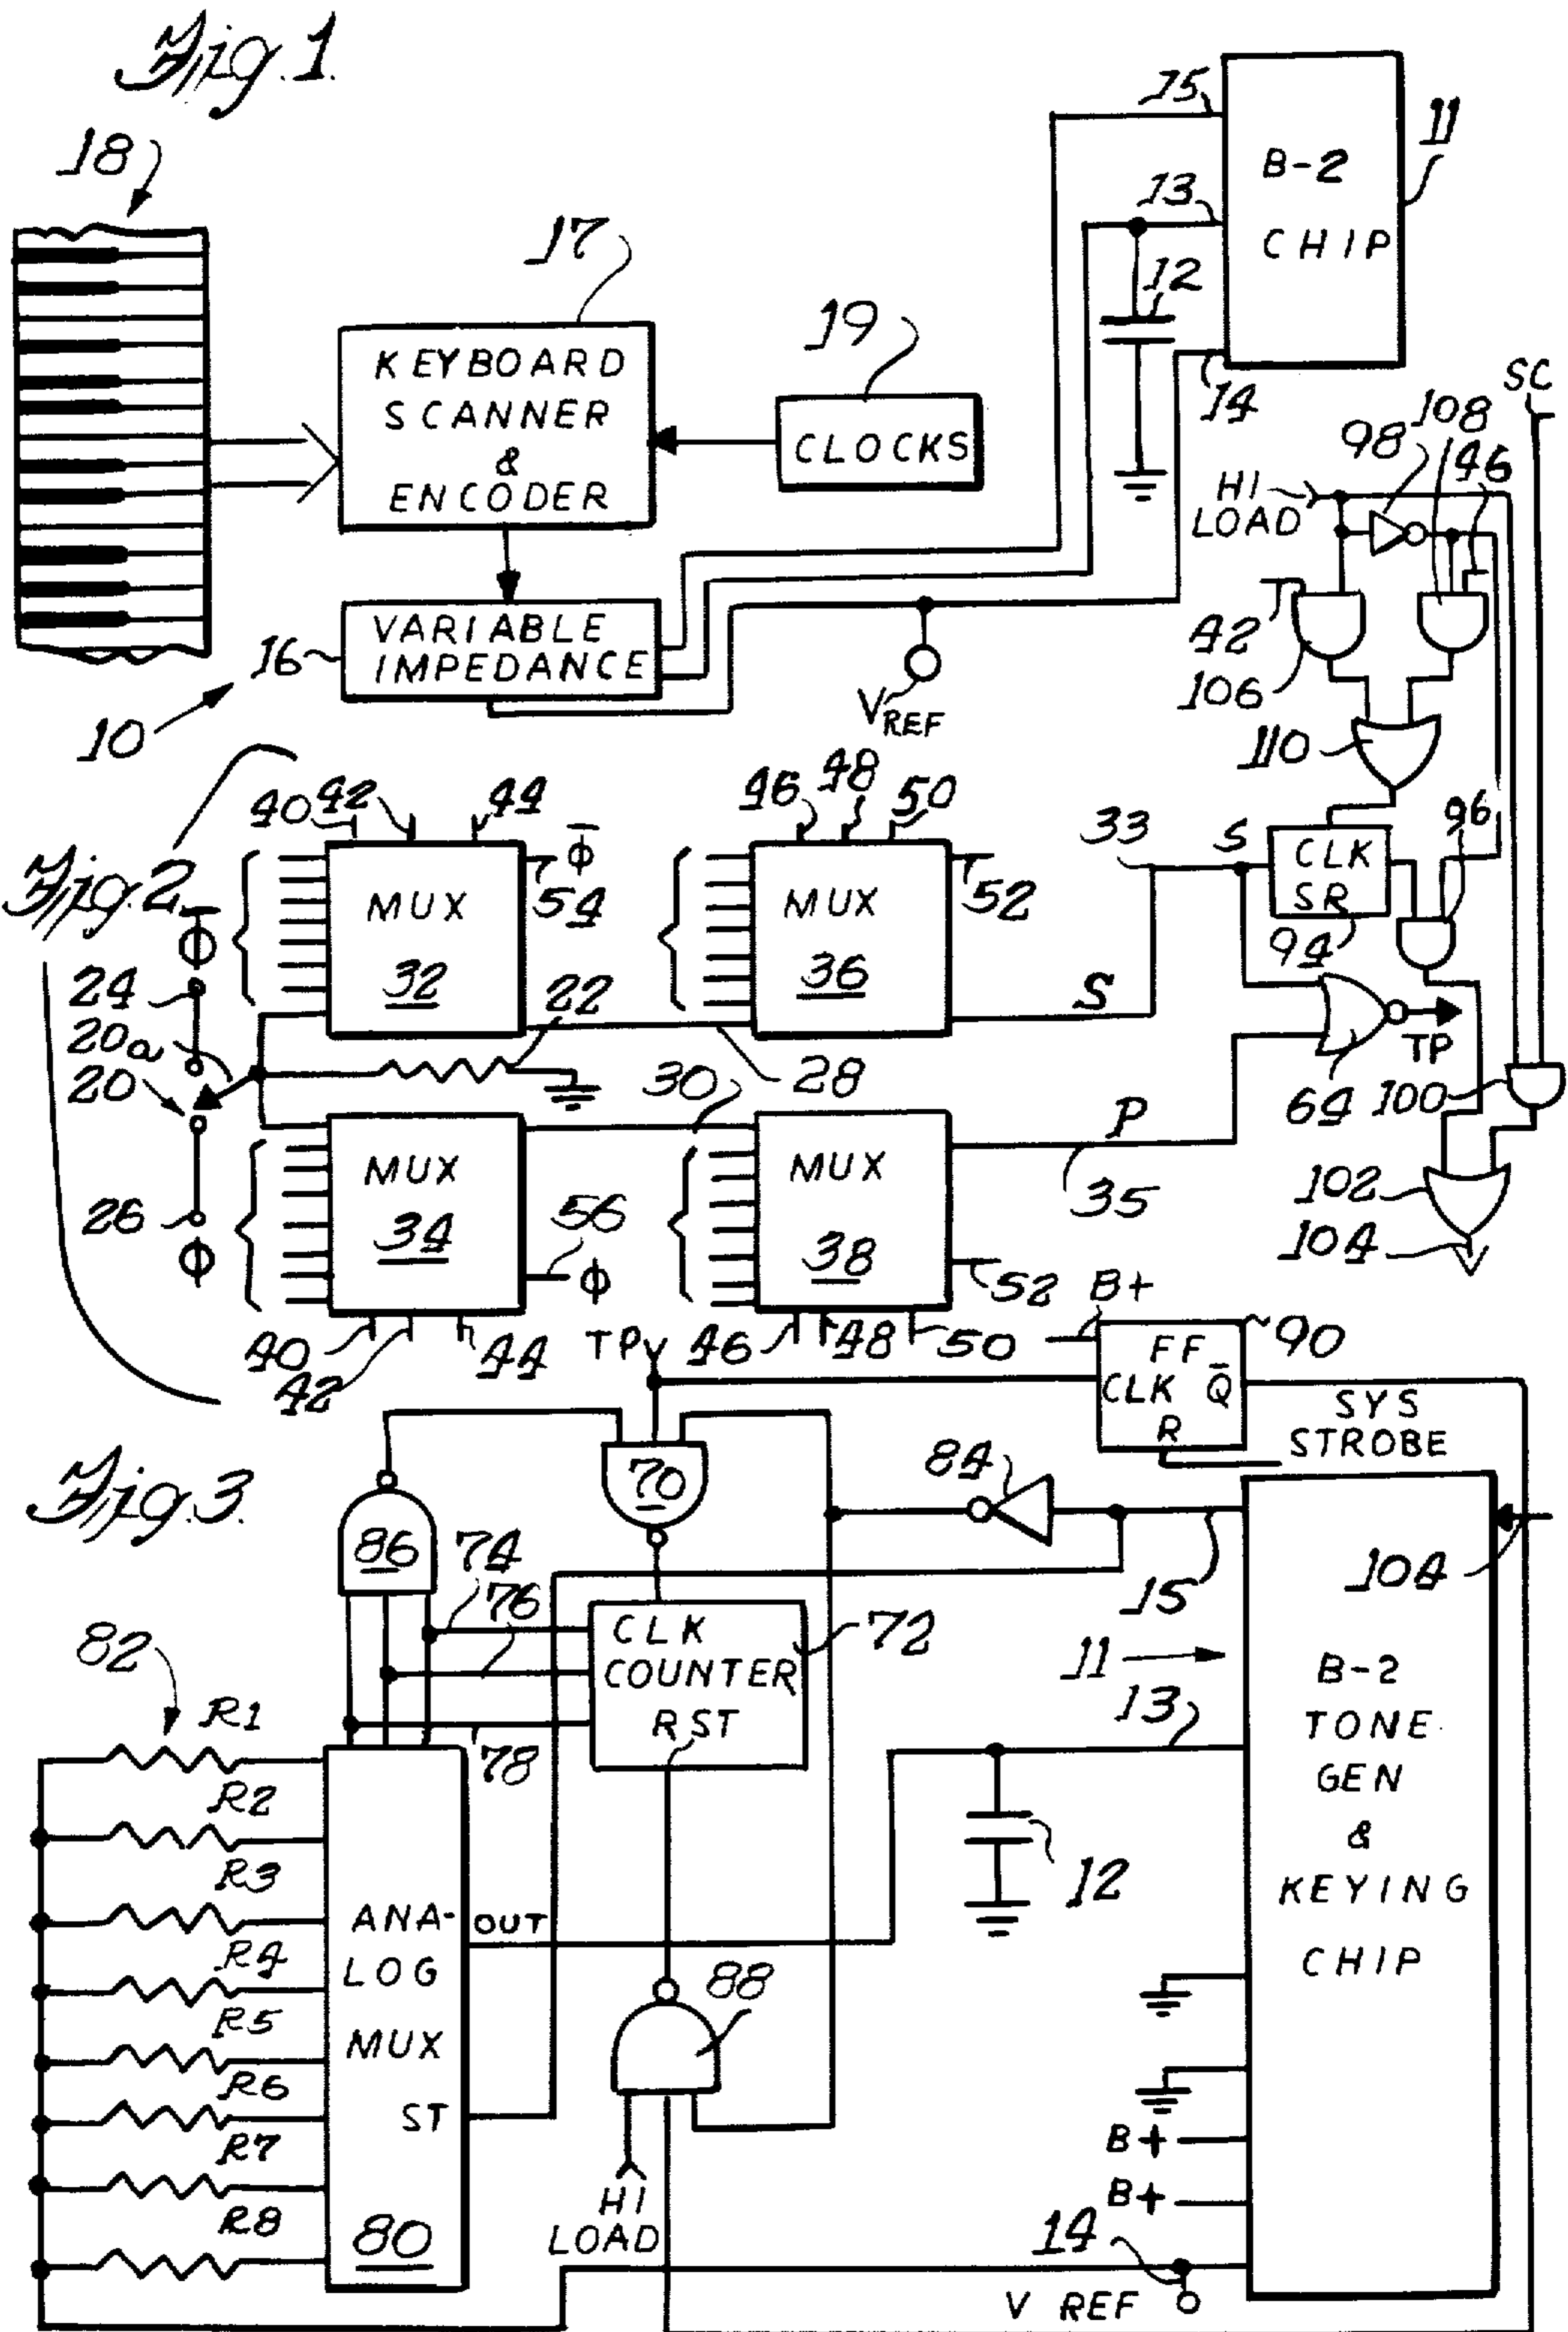 Fig. 1
18
17
KEYBOARD
SCANNER
&
ENCODER
19
CLOCKS
VARIABLE
IMPEDANCE
16
10
VREF
15
13
12
14
B-2
CHIP
11
SC
98
108
46
HI
LOAD
42
106
110
33
S
CLK
SR
94
96
64
TP
100
102
104
Fig. 2
40
42
44
Φ̅
54
MUX
32
46
48
50
52
MUX
36
S
Φ̅
24
20a
20
26
Φ
22
28
30
MUX
34
56
Φ
40
42
44
MUX
38
P
35
52
46
48
50
Fig. 3
TP
B+
FF
CLK Q̅
R
90
SYS
STROBE
70
84
86
74
76
78
CLK
COUNTER
RST
72
15
104
11
B-2
TONE
GEN
&
KEYING
CHIP
13
12
82
R1
R2
R3
R4
R5
R6
R7
R8
ANA-
LOG
MUX
OUT
ST
80
88
HI
LOAD
B+
B+
14
V REF